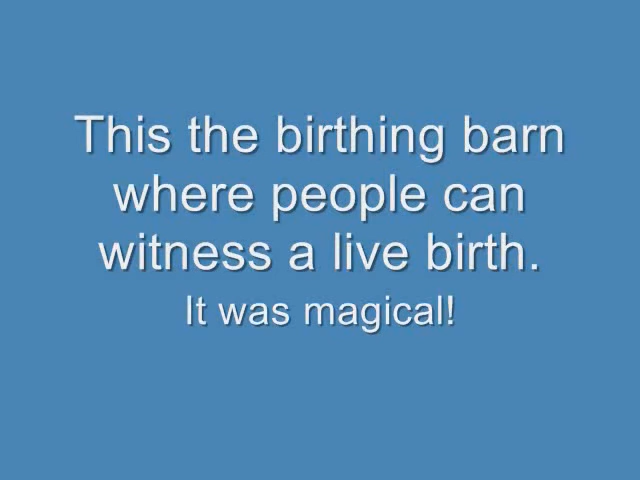 This the birthing barn
where people can
witness a live birth.
It was magical!